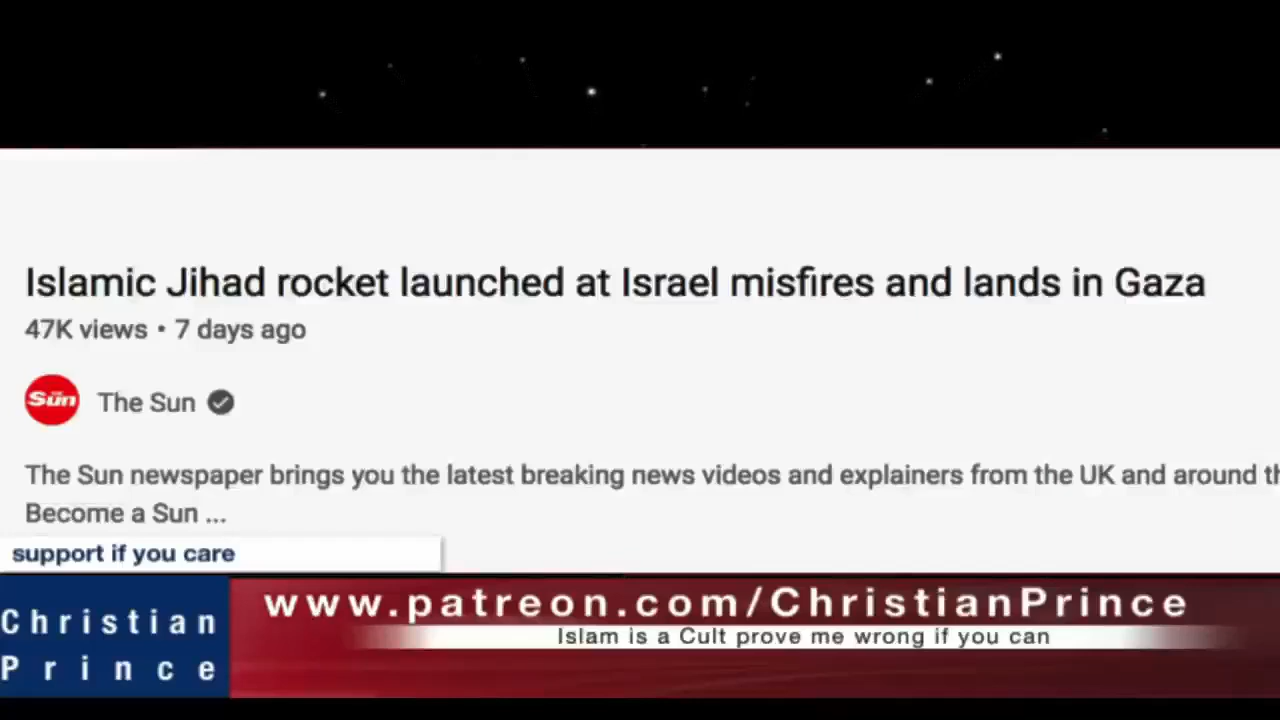 Islamic Jihad rocket launched at Israel misfires and lands in Gaza
47K views • 7 days ago
The Sun
The Sun
The Sun newspaper brings you the latest breaking news videos and explainers from the UK and around
Become a Sun ...
support if you care
Christian
Prince
www.patreon.com/ChristianPrince
Islam is a Cult prove me wrong if you can